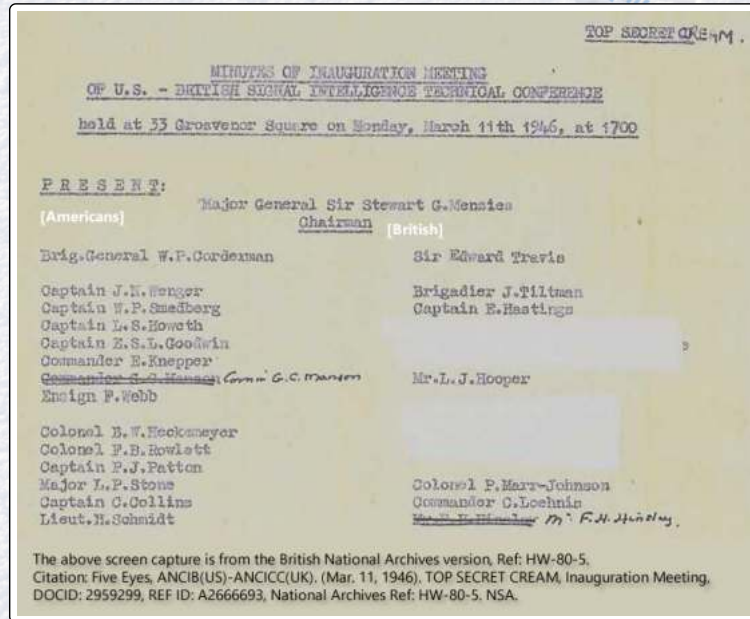 TOP SECRET CREAM.
MINUTES OF INAUGURATION MEETING
OF U.S. - BRITISH SIGNAL INTELLIGENCE TECHNICAL CONFERENCE
held at 33 Grosvenor Square on Monday, March 11th 1946, at 1700
PRESENT:
Major General Sir Stewart G.Menzies
[Americans]
Chairman
[British]
Brig.General W.P.Corderman
Sir Edward Travis
Captain J.N.Wenger
Brigadier J.Tiltman
Captain W.P.Smedberg
Captain E.Hastings
Captain L.S.Howeth
Captain E.S.L.Goodwin
s
Commander E.Knepper
Commander G.C.Manson Comm G.C. Manson
Mr.L.J.Hooper
Ensign F.Webb
Colonel B.W.Hecksmeyer
Colonel F.B.Rowlett
Captain P.J.Patton
Major L.P.Stone
Colonel P.Marr-Johnson
Captain C.Collins
Commander C.Loehnis
Lieut.H.Schmidt
Mr. F.H. Hinsley.
The above screen capture is from the British National Archives version, Ref: HW-80-5.
Citation: Five Eyes, ANCIB(US)-ANCICC(UK). (Mar. 11, 1946). TOP SECRET CREAM, Inauguration Meeting,
DOCID: 2959299, REF ID: A2666693, National Archives Ref: HW-80-5. NSA.